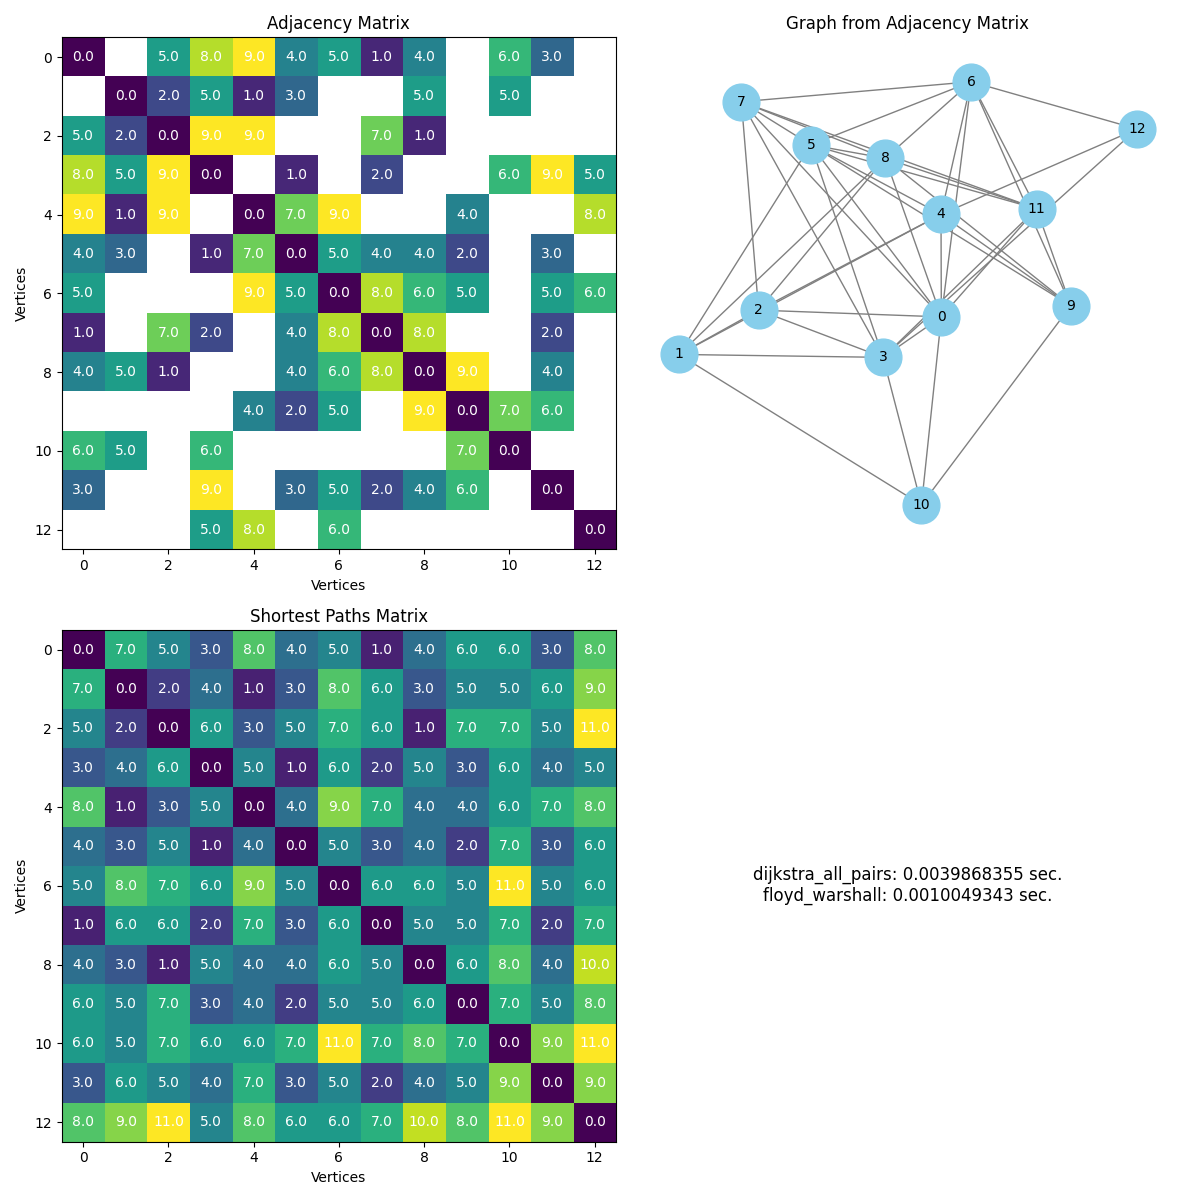 Adjacency Matrix
0 0.0 5.0 8.0 9.0 4.0 5.0 1.0 4.0 6.0 3.0
0.0 2.0 5.0 1.0 3.0 5.0 5.0
2 5.0 2.0 0.0 9.0 9.0 7.0 1.0
8.0 5.0 9.0 0.0 1.0 2.0 6.0 9.0 5.0
4 9.0 1.0 9.0 0.0 7.0 9.0 4.0 8.0
4.0 3.0 1.0 7.0 0.0 5.0 4.0 4.0 2.0 3.0
6 5.0 9.0 5.0 0.0 8.0 6.0 5.0 5.0 6.0
1.0 7.0 2.0 4.0 8.0 0.0 8.0 2.0
8 4.0 5.0 1.0 4.0 6.0 8.0 0.0 9.0 4.0
4.0 2.0 5.0 9.0 0.0 7.0 6.0
10 6.0 5.0 6.0 7.0 0.0
3.0 9.0 3.0 5.0 2.0 4.0 6.0 0.0
12 5.0 8.0 6.0 0.0
0 2 4 6 8 10 12
Vertices
Vertices
Graph from Adjacency Matrix
6
7
12
5
8
11
4
9
2
0
1
3
10
Shortest Paths Matrix
0 0.0 7.0 5.0 3.0 8.0 4.0 5.0 1.0 4.0 6.0 6.0 3.0 8.0
7.0 0.0 2.0 4.0 1.0 3.0 8.0 6.0 3.0 5.0 5.0 6.0 9.0
2 5.0 2.0 0.0 6.0 3.0 5.0 7.0 6.0 1.0 7.0 7.0 5.0 11.0
3.0 4.0 6.0 0.0 5.0 1.0 6.0 2.0 5.0 3.0 6.0 4.0 5.0
4 8.0 1.0 3.0 5.0 0.0 4.0 9.0 7.0 4.0 4.0 6.0 7.0 8.0
4.0 3.0 5.0 1.0 4.0 0.0 5.0 3.0 4.0 2.0 7.0 3.0 6.0
6 5.0 8.0 7.0 6.0 9.0 5.0 0.0 6.0 6.0 5.0 11.0 5.0 6.0
1.0 6.0 6.0 2.0 7.0 3.0 6.0 0.0 5.0 5.0 7.0 2.0 7.0
8 4.0 3.0 1.0 5.0 4.0 4.0 6.0 5.0 0.0 6.0 8.0 4.0 10.0
6.0 5.0 7.0 3.0 4.0 2.0 5.0 5.0 6.0 0.0 7.0 5.0 8.0
10 6.0 5.0 7.0 6.0 6.0 7.0 11.0 7.0 8.0 7.0 0.0 9.0 11.0
3.0 6.0 5.0 4.0 7.0 3.0 5.0 2.0 4.0 5.0 9.0 0.0 9.0
12 8.0 9.0 11.0 5.0 8.0 6.0 6.0 7.0 10.0 8.0 11.0 9.0 0.0
0 2 4 6 8 10 12
Vertices
Vertices
dijkstra_all_pairs: 0.0039868355 sec.
floyd_warshall: 0.0010049343 sec.